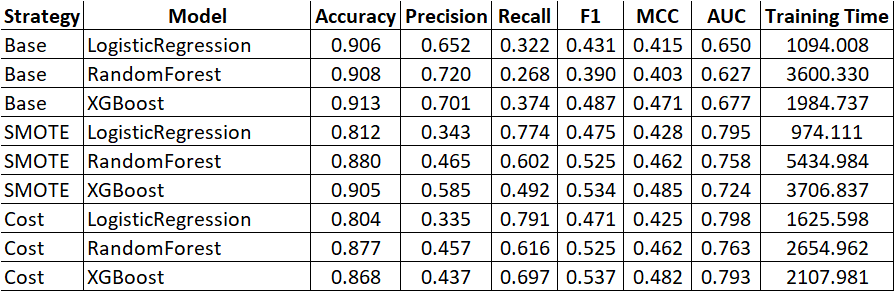 Strategy Model Accuracy Precision Recall F1 MCC AUC Training Time
Base LogisticRegression 0.906 0.652 0.322 0.431 0.415 0.650 1094.008
Base RandomForest 0.908 0.720 0.268 0.390 0.403 0.627 3600.330
Base XGBoost 0.913 0.701 0.374 0.487 0.471 0.677 1984.737
SMOTE LogisticRegression 0.812 0.343 0.774 0.475 0.428 0.795 974.111
SMOTE RandomForest 0.880 0.465 0.602 0.525 0.462 0.758 5434.984
SMOTE XGBoost 0.905 0.585 0.492 0.534 0.485 0.724 3706.837
Cost LogisticRegression 0.804 0.335 0.791 0.471 0.425 0.798 1625.598
Cost RandomForest 0.877 0.457 0.616 0.525 0.462 0.763 2654.962
Cost XGBoost 0.868 0.437 0.697 0.537 0.482 0.793 2107.981